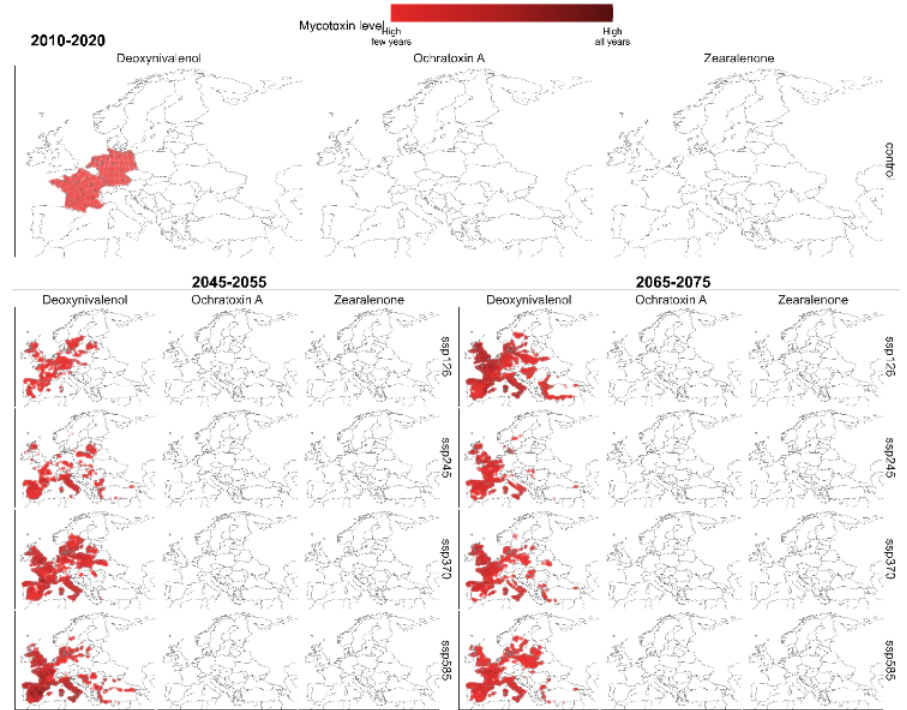 Mycotoxin level
High
few years
High
all years
2010-2020
Deoxynivalenol
Ochratoxin A
Zearalenone
control
2045-2055
2065-2075
Deoxynivalenol
Ochratoxin A
Zearalenone
Deoxynivalenol
Ochratoxin A
Zearalenone
ssp126
ssp126
ssp245
ssp245
ssp370
ssp370
ssp585
ssp585